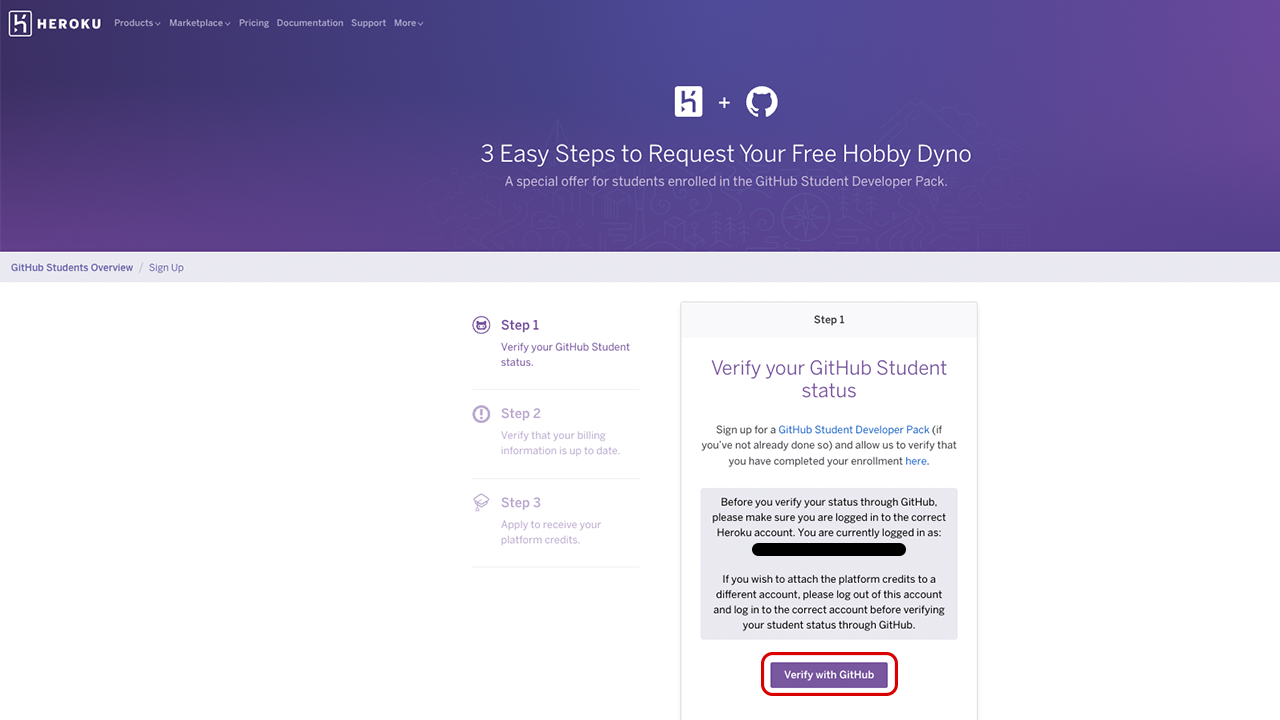 HEROKU Products Marketplace Pricing Documentation Support More
+
3 Easy Steps to Request Your Free Hobby Dyno
A special offer for students enrolled in the GitHub Student Developer Pack.
GitHub Students Overview / Sign Up
Step 1
Verify your GitHub Student
status.
Step 2
Verify that your billing
information is up to date.
Step 3
Apply to receive your
platform credits.
Step 1
Verify your GitHub Student
status
Sign up for a GitHub Student Developer Pack (if
you've not already done so) and allow us to verify that
you have completed your enrollment here.
Before you verify your status through GitHub,
please make sure you are logged in to the correct
Heroku account. You are currently logged in as:
If you wish to attach the platform credits to a
different account, please log out of this account
and log in to the correct account before verifying
your student status through GitHub.
Verify with GitHub